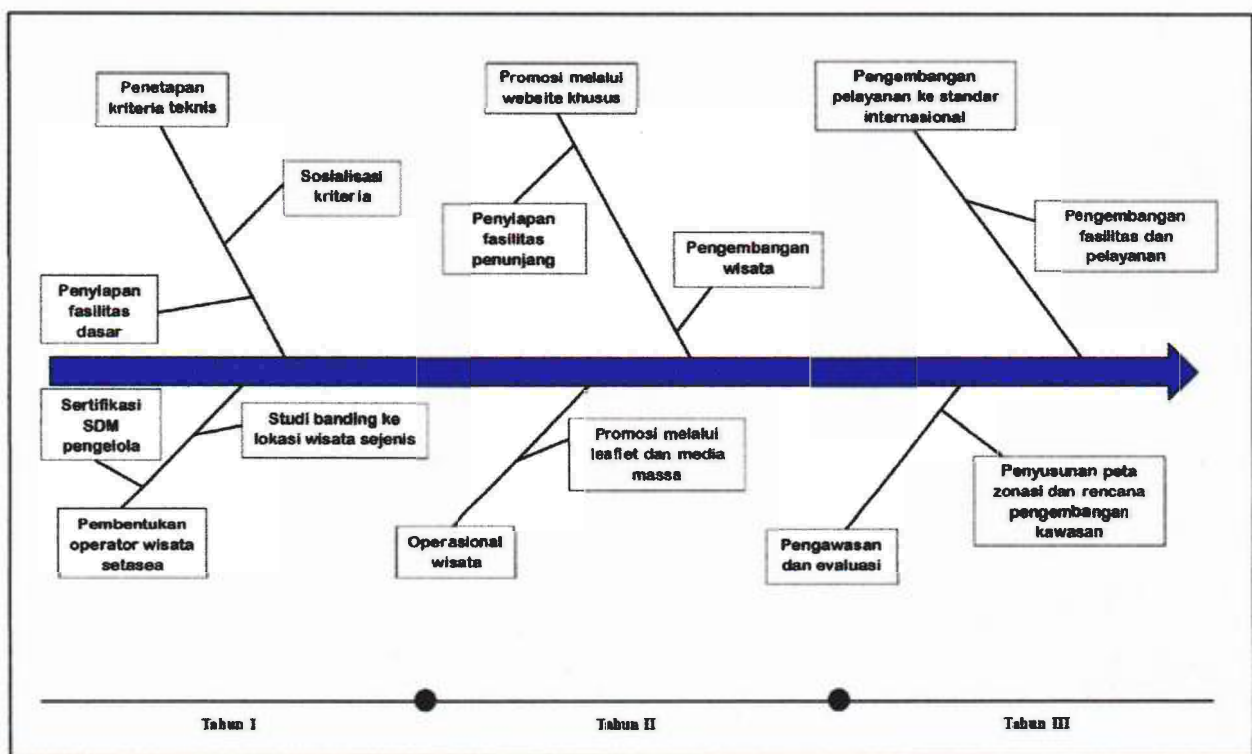 Penetapan
kriteria teknis
Sosialisasi
kriteria
Penyiapan
fasilitas
dasar
Promosi melalui
website khusus
Penyiapan
fasilitas
penunjang
Pengembangan
wisata
Pengembangan
pelayanan ke standar
internasional
Pengembangan
fasilitas dan
pelayanan
Sertifikasi
SDM
pengelola
Studi banding ke
lokasi wisata sejenis
Pembentukan
operator wisata
setasea
Promosi melalui
leaflet dan media
massa
Operasional
wisata
Penyusunan peta
zonasi dan rencana
pengembangan
kawasan
Pengawasan
dan evaluasi
Tahun I
Tahun II
Tahun III